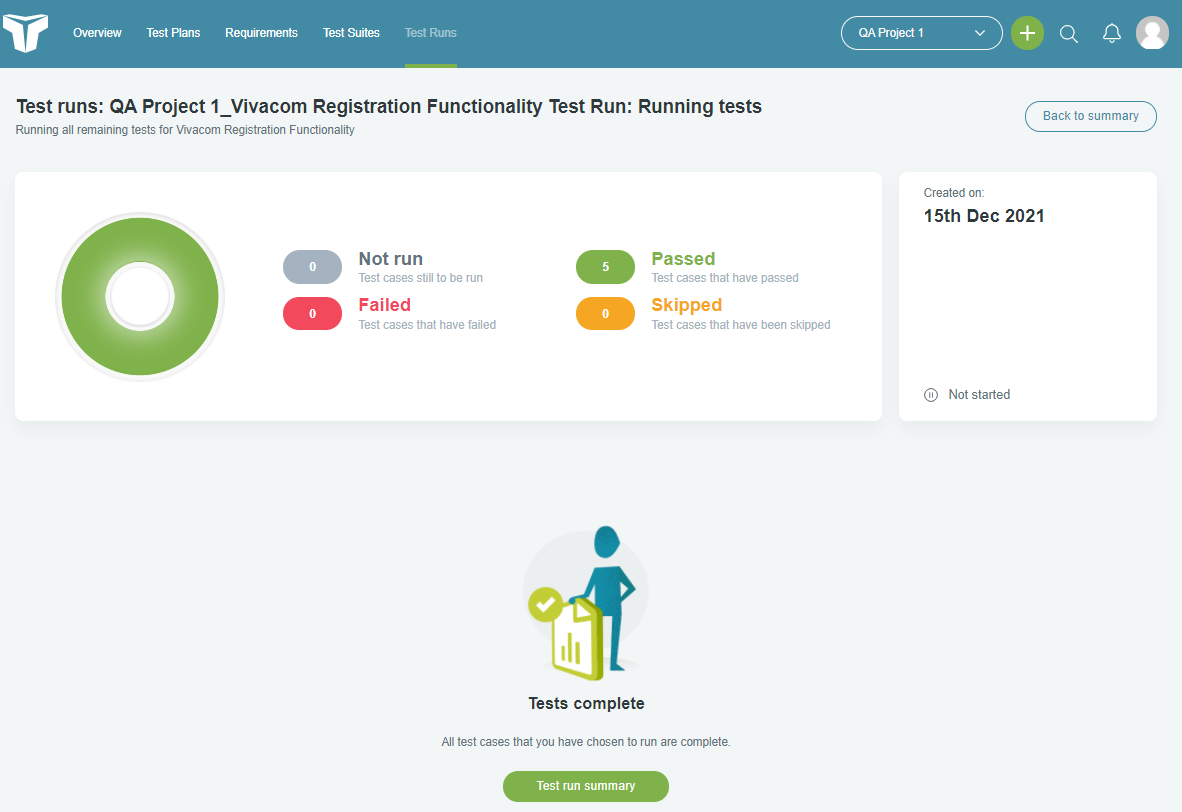 Overview Test Plans Requirements Test Suites Test Runs QA Project 1
Test runs: QA Project 1_Vivacom Registration Functionality Test Run: Running tests
Running all remaining tests for Vivacom Registration Functionality
Back to summary
0 Not run
Test cases still to be run
5 Passed
Test cases that have passed
0 Failed
Test cases that have failed
0 Skipped
Test cases that have been skipped
Created on:
15th Dec 2021
Not started
Tests complete
All test cases that you have chosen to run are complete.
Test run summary